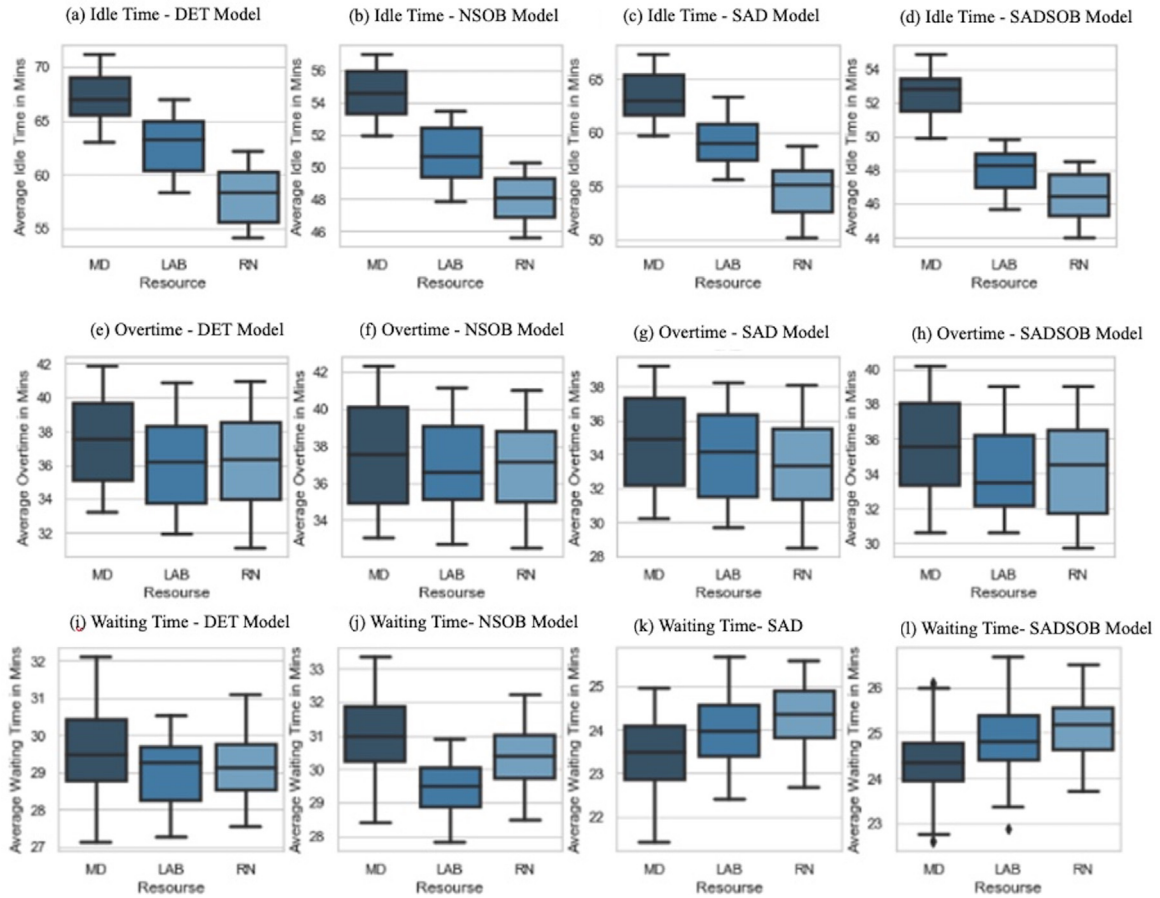 (a) Idle Time - DET Model
(b) Idle Time - NSOB Model
(c) Idle Time - SAD Model
(d) Idle Time - SADSOB Model
Average Idle Time in Mins
70
65
60
55
MD LAB RN
Resource
Average Idle Time in Mins
56
54
52
50
48
46
MD LAB RN
Resource
Average Idle Time in Mins
65
60
55
50
MD LAB RN
Resource
Average Idle Time in Mins
54
52
50
48
46
44
MD LAB RN
Resource
(e) Overtime - DET Model
(f) Overtime - NSOB Model
(g) Overtime - SAD Model
(h) Overtime - SADSOB Model
Average Overtime in Mins
42
40
38
36
34
32
MD LAB RN
Resourse
Average Overtime in Mins
42
40
38
36
34
MD LAB RN
Resourse
Average Overtime in Mins
38
36
34
32
30
28
MD LAB RN
Resourse
Average Overtime in Mins
40
38
36
34
32
30
MD LAB RN
Resourse
(i) Waiting Time - DET Model
(j) Waiting Time- NSOB Model
(k) Waiting Time- SAD
(l) Waiting Time- SADSOB Model
Average Waiting Time in Mins
32
31
30
29
28
27
MD LAB RN
Resourse
Average Waiting Time in Mins
33
32
31
30
29
28
MD LAB RN
Resourse
Average Waiting Time in Mins
25
24
23
22
MD LAB RN
Resourse
Average Waiting Time in Mins
26
25
24
23
MD LAB RN
Resourse